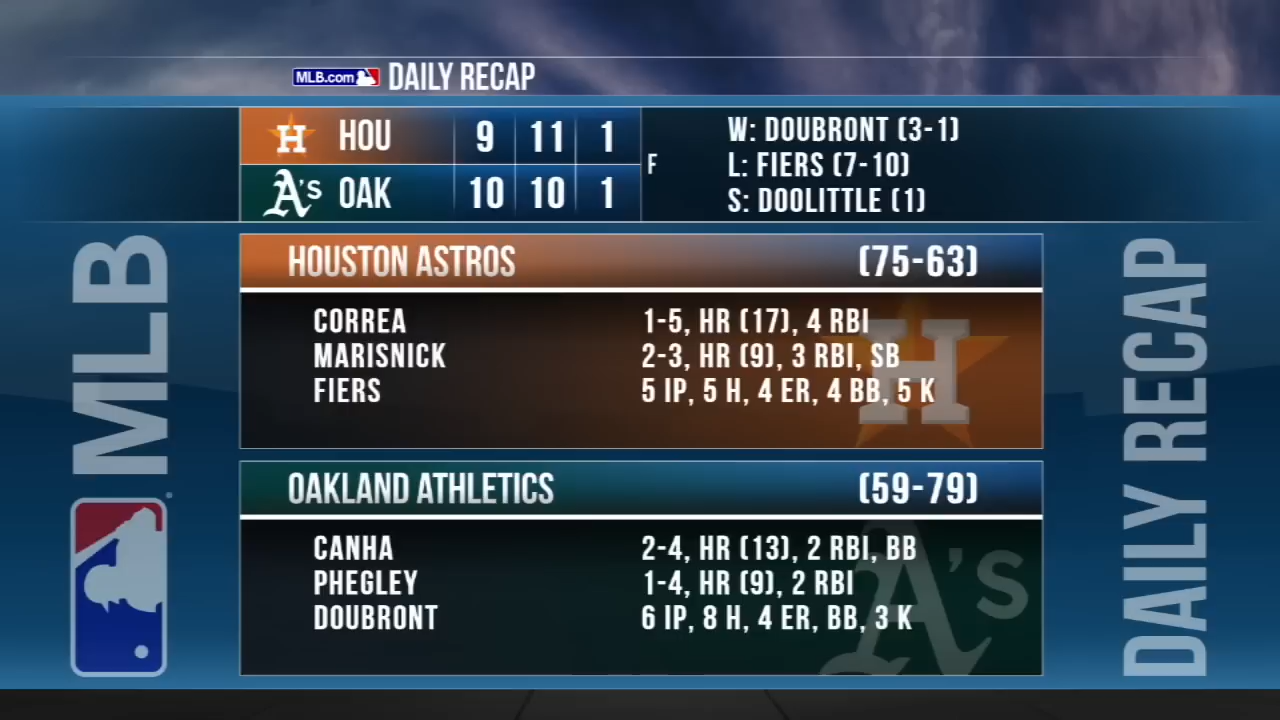 MLB.com DAILY RECAP
H HOU 9 11 1
A's OAK 10 10 1
F
W: DOUBRONT (3-1)
L: FIERS (7-10)
S: DOOLITTLE (1)
HOUSTON ASTROS (75-63)
CORREA 1-5, HR (17), 4 RBI
MARISNICK 2-3, HR (9), 3 RBI, SB
FIERS 5 IP, 5 H, 4 ER, 4 BB, 5 K
H
OAKLAND ATHLETICS (59-79)
CANHA 2-4, HR (13), 2 RBI, BB
PHEGLEY 1-4, HR (9), 2 RBI
DOUBRONT 6 IP, 8 H, 4 ER, BB, 3 K
A's
MLB
DAILY RECAP